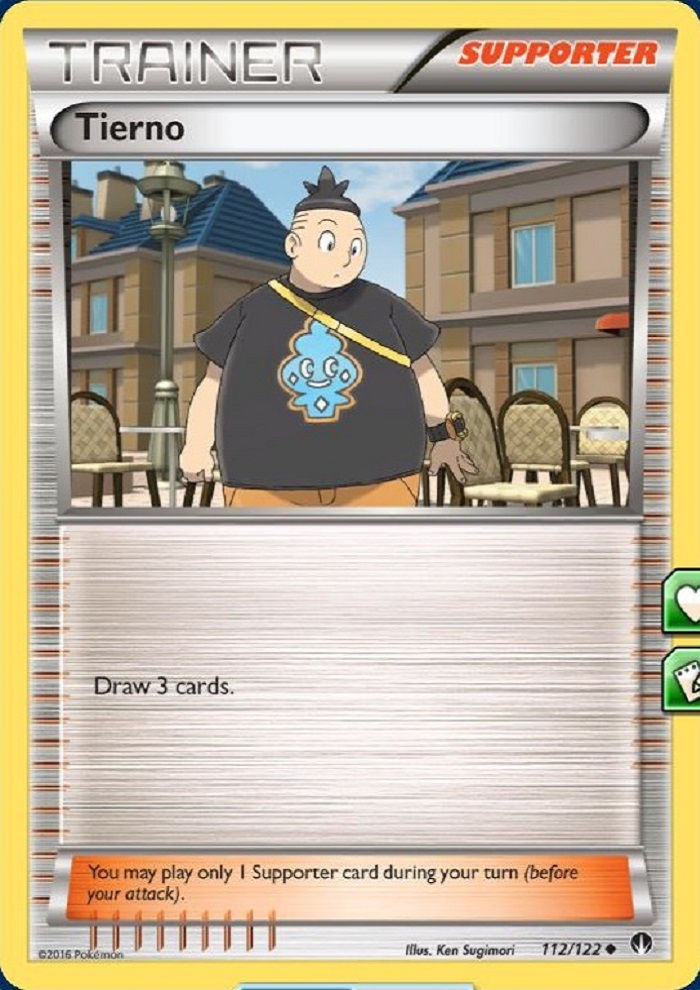 TRAINER
SUPPORTER
Tierno
Draw 3 cards.
You may play only 1 Supporter card during your turn (before
your attack).
©2016 Pokémon
Illus. Ken Sugimori
112/122